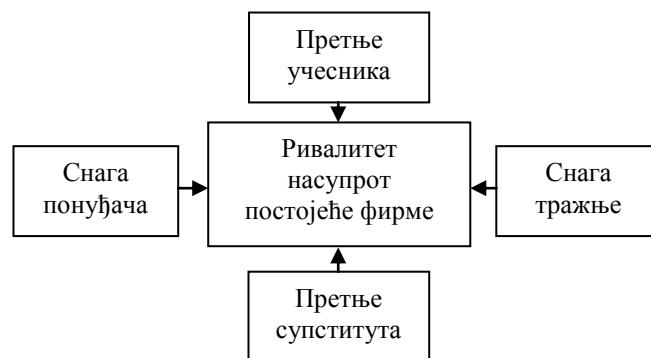 Претње
учесника
Снага
понуђача
Ривалитет
насупрот
постојеће фирме
Снага
тражње
Претње
супститута